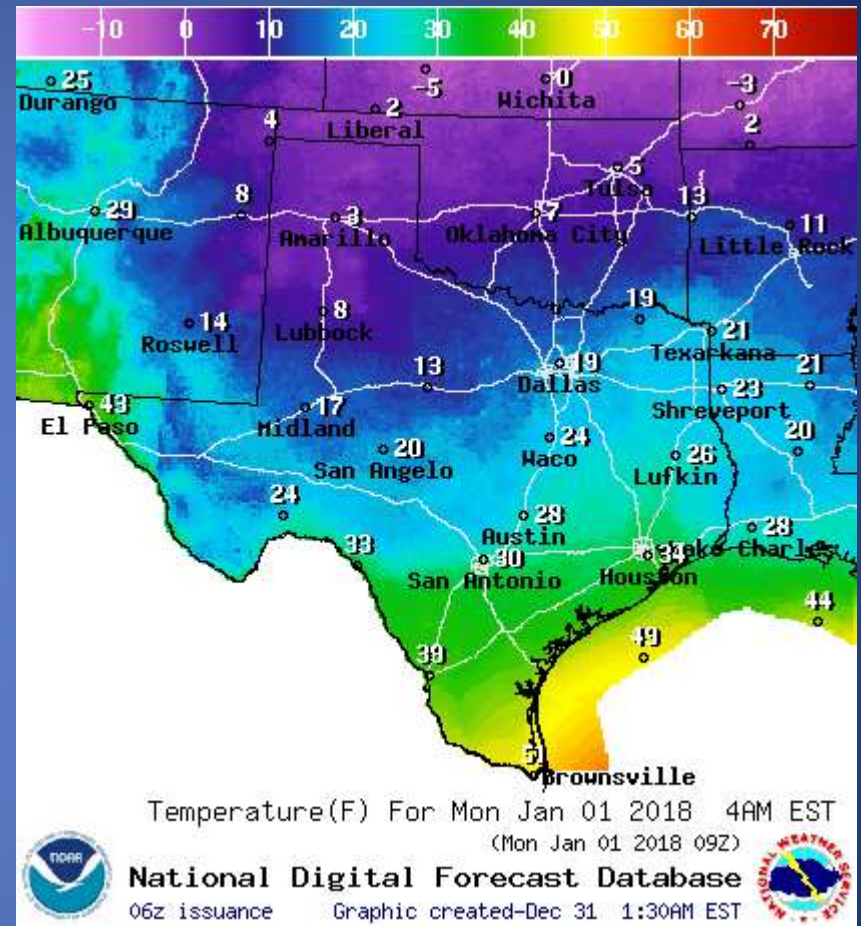 -10 0 10 20 30 40 50 60 70
25
Durango
-5
0
Wichita
-3
2
Liberal
4
2
5
Tulsa
29
Albuquerque
8
3
Amarillo
7
Oklahoma City
13
11
Little Rock
14
Roswell
8
Lubbock
19
21
Texarkana
13
19
Dallas
23
Shreveport
21
43
El Paso
17
Midland
20
San Angelo
24
Waco
26
Lufkin
20
24
28
Austin
28
Lake Charles
33
30
San Antonio
34
Houston
44
49
51
Brownsville
Temperature(F) For Mon Jan 01 2018 4AM EST
(Mon Jan 01 2018 09Z)
NOAA
National Digital Forecast Database
06z issuance Graphic created-Dec 31 1:30AM EST
NATIONAL WEATHER SERVICE